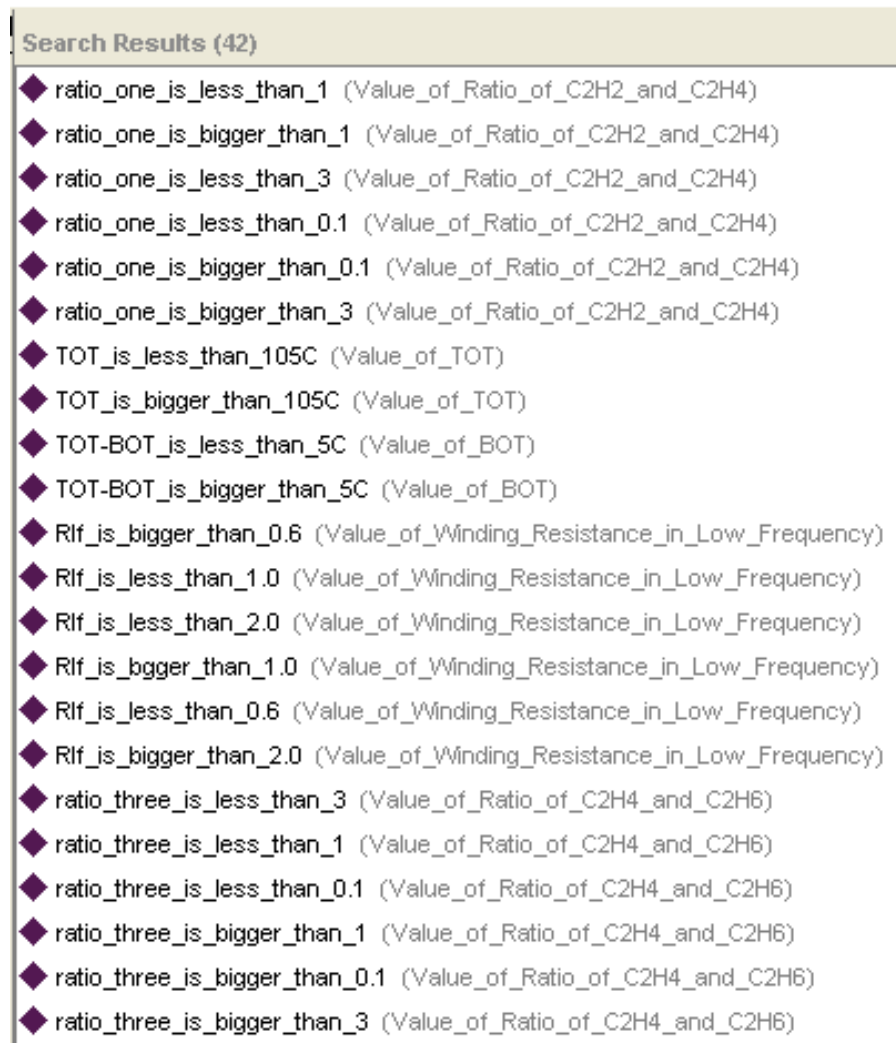 Search Results (42)
ratio_one_is_less_than_1 (Value_of_Ratio_of_C2H2_and_C2H4)
ratio_one_is_bigger_than_1 (Value_of_Ratio_of_C2H2_and_C2H4)
ratio_one_is_less_than_3 (Value_of_Ratio_of_C2H2_and_C2H4)
ratio_one_is_less_than_0.1 (Value_of_Ratio_of_C2H2_and_C2H4)
ratio_one_is_bigger_than_0.1 (Value_of_Ratio_of_C2H2_and_C2H4)
ratio_one_is_bigger_than_3 (Value_of_Ratio_of_C2H2_and_C2H4)
TOT_is_less_than_105C (Value_of_TOT)
TOT_is_bigger_than_105C (Value_of_TOT)
TOT-BOT_is_less_than_5C (Value_of_BOT)
TOT-BOT_is_bigger_than_5C (Value_of_BOT)
Rlf_is_bigger_than_0.6 (Value_of_Winding_Resistance_in_Low_Frequency)
Rlf_is_less_than_1.0 (Value_of_Winding_Resistance_in_Low_Frequency)
Rlf_is_less_than_2.0 (Value_of_Winding_Resistance_in_Low_Frequency)
Rlf_is_bgger_than_1.0 (Value_of_Winding_Resistance_in_Low_Frequency)
Rlf_is_less_than_0.6 (Value_of_Winding_Resistance_in_Low_Frequency)
Rlf_is_bigger_than_2.0 (Value_of_Winding_Resistance_in_Low_Frequency)
ratio_three_is_less_than_3 (Value_of_Ratio_of_C2H4_and_C2H6)
ratio_three_is_less_than_1 (Value_of_Ratio_of_C2H4_and_C2H6)
ratio_three_is_less_than_0.1 (Value_of_Ratio_of_C2H4_and_C2H6)
ratio_three_is_bigger_than_1 (Value_of_Ratio_of_C2H4_and_C2H6)
ratio_three_is_bigger_than_0.1 (Value_of_Ratio_of_C2H4_and_C2H6)
ratio_three_is_bigger_than_3 (Value_of_Ratio_of_C2H4_and_C2H6)